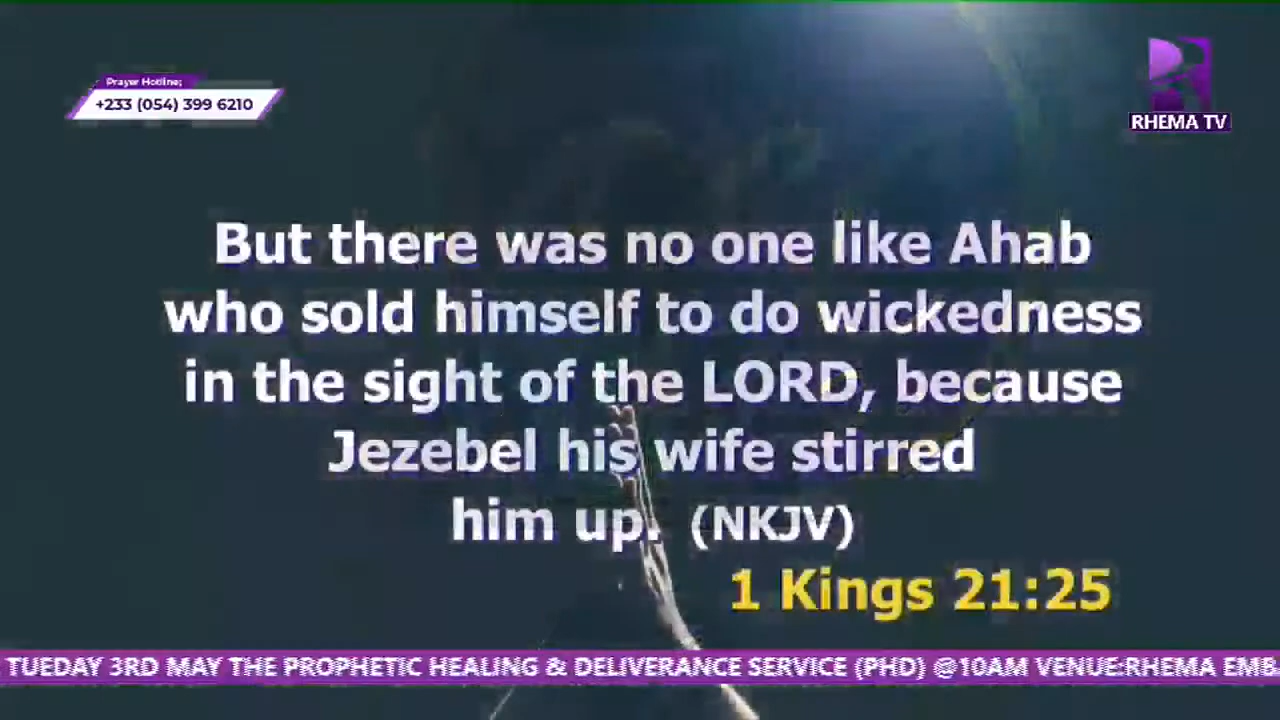 Prayer Hotline;
+233 (054) 399 6210
RHEMA TV
But there was no one like Ahab
who sold himself to do wickedness
in the sight of the LORD, because
Jezebel his wife stirred
him up. (NKJV)
1 Kings 21:25
TUEDAY 3RD MAY THE PROPHETIC HEALING & DELIVERANCE SERVICE (PHD) @10AM VENUE:RHEMA EMB